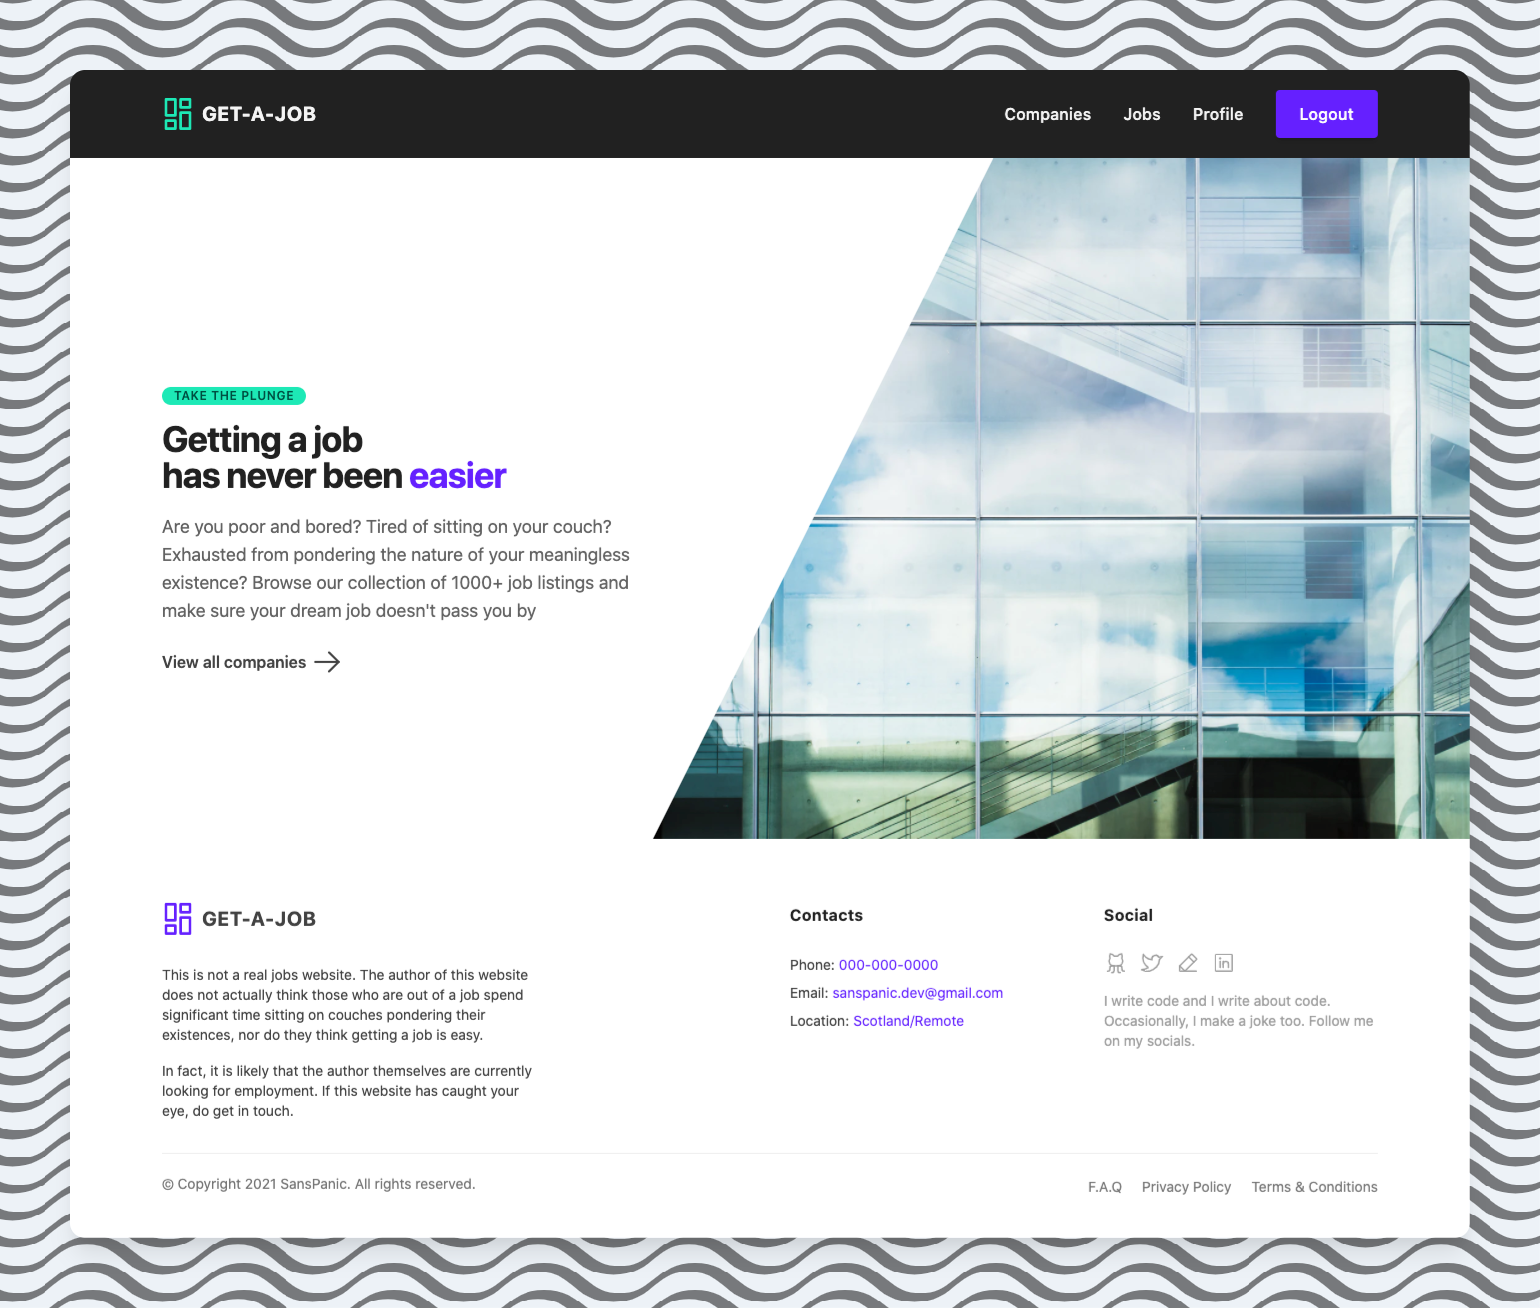 GET-A-JOB
Companies
Jobs
Profile
Logout
TAKE THE PLUNGE
Getting a job
has never been easier
Are you poor and bored? Tired of sitting on your couch?
Exhausted from pondering the nature of your meaningless
existence? Browse our collection of 1000+ job listings and
make sure your dream job doesn't pass you by
View all companies
GET-A-JOB
This is not a real jobs website. The author of this website
does not actually think those who are out of a job spend
significant time sitting on couches pondering their
existences, nor do they think getting a job is easy.
In fact, it is likely that the author themselves are currently
looking for employment. If this website has caught your
eye, do get in touch.
Contacts
Phone: 000-000-0000
Email: sanspanic.dev@gmail.com
Location: Scotland/Remote
Social
in
I write code and I write about code.
Occasionally, I make a joke too. Follow me
on my socials.
© Copyright 2021 SansPanic. All rights reserved.
F.A.Q
Privacy Policy
Terms & Conditions